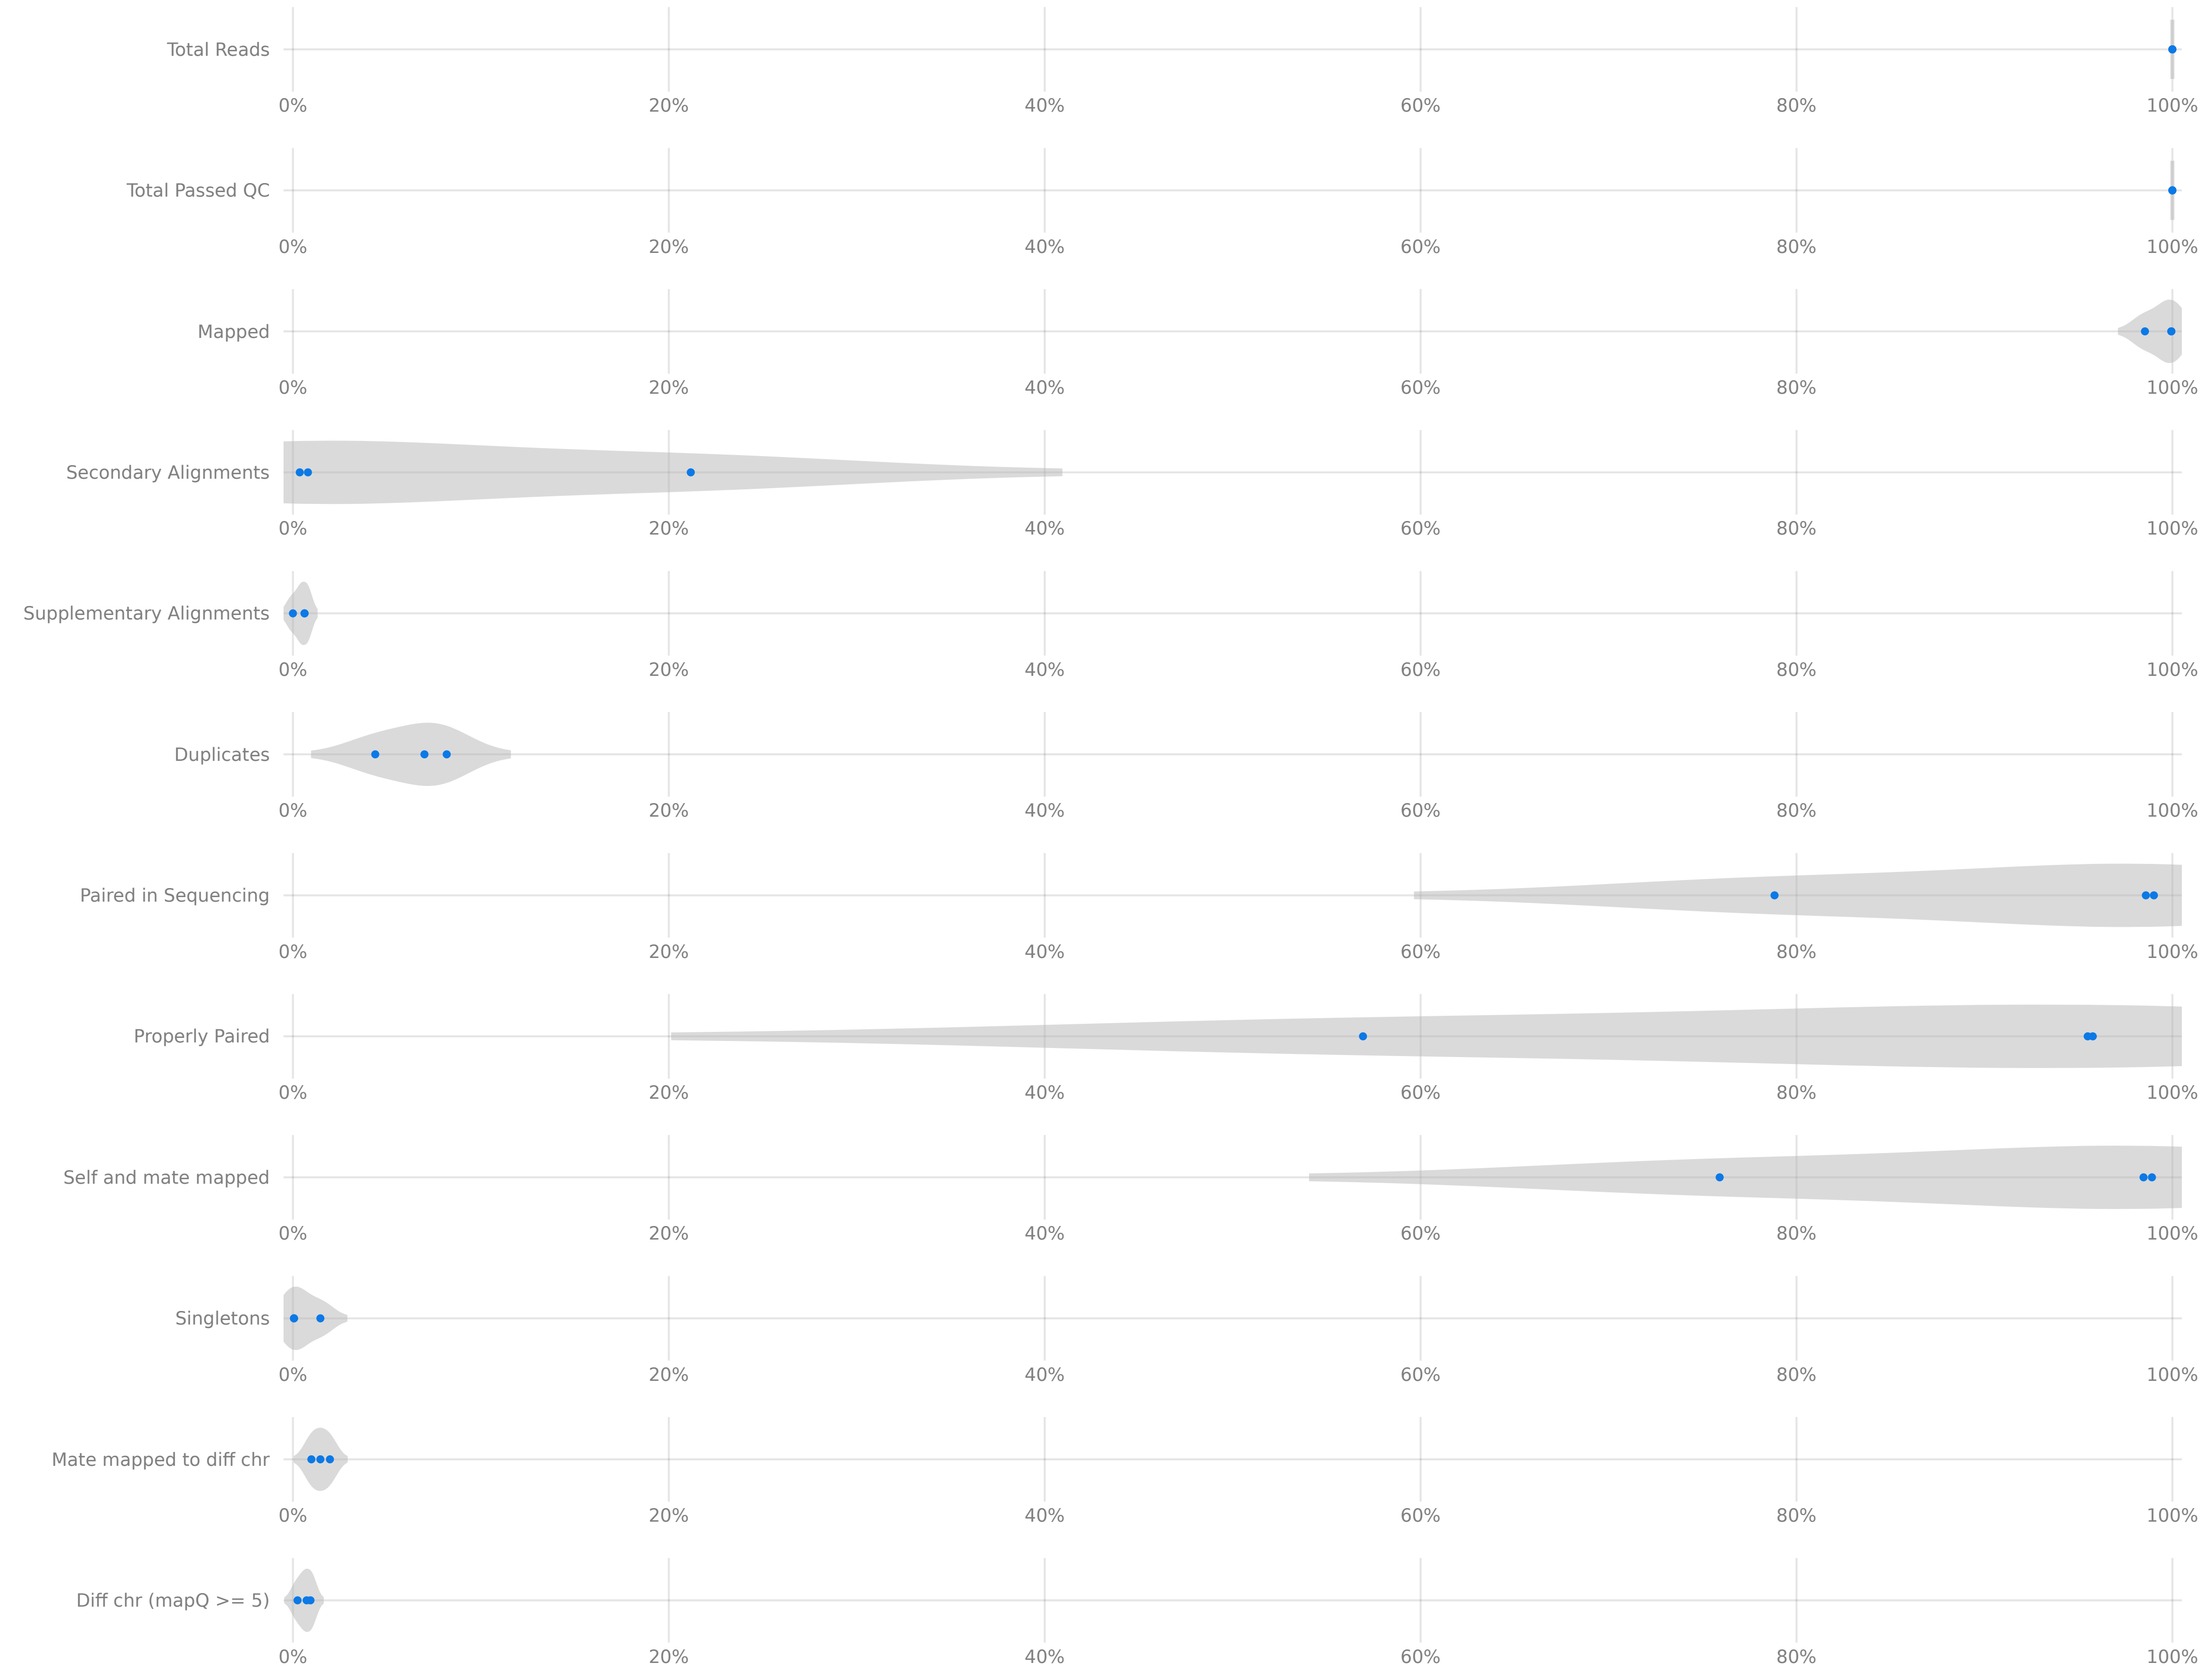 Total Reads
0% 20% 40% 60% 80% 100%
Total Passed QC
0% 20% 40% 60% 80% 100%
Mapped
0% 20% 40% 60% 80% 100%
Secondary Alignments
0% 20% 40% 60% 80% 100%
Supplementary Alignments
0% 20% 40% 60% 80% 100%
Duplicates
0% 20% 40% 60% 80% 100%
Paired in Sequencing
0% 20% 40% 60% 80% 100%
Properly Paired
0% 20% 40% 60% 80% 100%
Self and mate mapped
0% 20% 40% 60% 80% 100%
Singletons
0% 20% 40% 60% 80% 100%
Mate mapped to diff chr
0% 20% 40% 60% 80% 100%
Diff chr (mapQ >= 5)
0% 20% 40% 60% 80% 100%